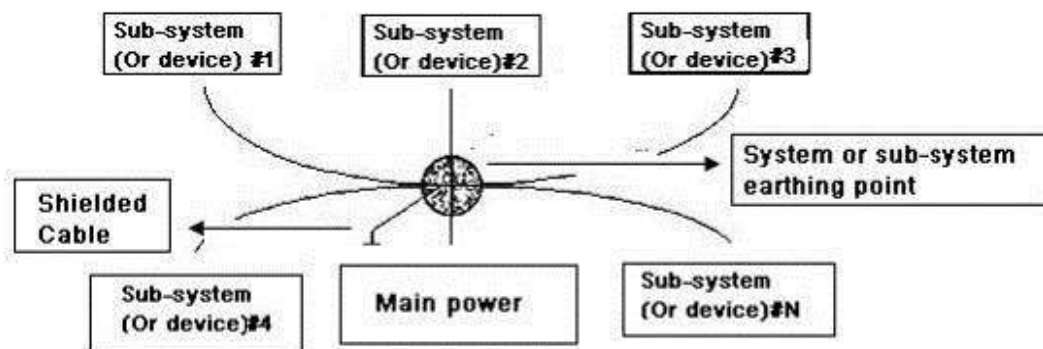 Sub-system
(Or device) #1
Sub-system
(Or device)#2
Sub-system
(Or device)#3
System or sub-system
earthing point
Shielded
Cable
Sub-system
(Or device)#4
Main power
Sub-system
(Or device)#N